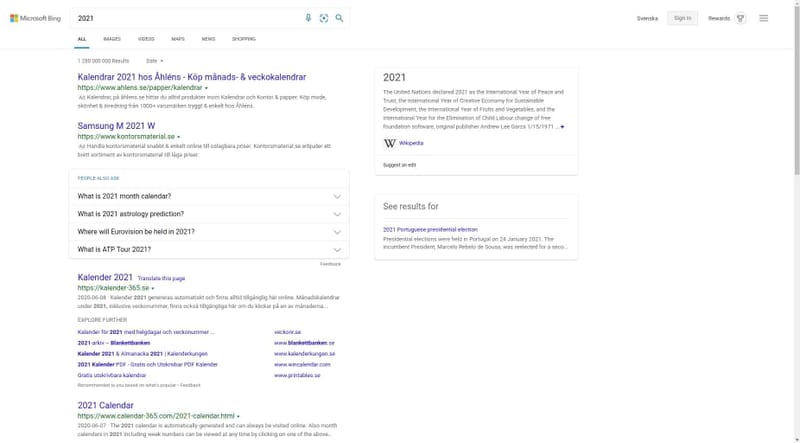 Microsoft Bing
2021
Svenska
Sign in
Rewards
ALL IMAGES VIDEOS MAPS NEWS SHOPPING
1 280 000 000 Results Date
Kalendrar 2021 hos Åhléns - Köp månads- & veckokalendrar
https://www.ahlens.se/papper/kalendrar
Ad Kalendrar, på åhlens.se hittar du alltid produkter inom Kalendrar och Kontor & papper. Köp mode,
skönhet & inredning från 1000+ varumärken tryggt & enkelt hos Åhléns.
Samsung M 2021 W
https://www.kontorsmaterial.se
Ad Handla kontorsmaterial snabbt & enkelt online till oslagbara priser. Kontorsmaterial.se erbjuder ett
brett sortiment av kontorsmaterial till låga priser.
PEOPLE ALSO ASK
What is 2021 month calendar?
What is 2021 astrology prediction?
Where will Eurovision be held in 2021?
What is ATP Tour 2021?
Feedback
Kalender 2021 Translate this page
https://kalender-365.se
2020-06-08 · Kalender 2021 genereras automatiskt och finns alltid tillgänglig här online. Månadskalendrar
under 2021, inklusive veckonummer, finns också tillgängliga här om du klickar på en av månaderna...
EXPLORE FURTHER
Kalender för 2021 med helgdagar och veckonummer ... veckonr.se
2021 arkiv – Blankettbanken www.blankettbanken.se
Kalender 2021 & Almanacka 2021 | Kalenderkungen www.kalenderkungen.se
2021 Kalender PDF - Gratis och Utskrivbar PDF Kalender www.wincalendar.com
Gratis utskrivbara kalendrar www.printables.se
Recommended to you based on what's popular • Feedback
2021 Calendar
https://www.calendar-365.com/2021-calendar.html
2020-06-07 · The 2021 calendar is automatically generated and can always be visited online. Also month
calendars in 2021 including week numbers can be viewed at any time by clicking on one of the above...
2021
The United Nations declared 2021 as the International Year of Peace and
Trust, the International Year of Creative Economy for Sustainable
Development, the International Year of Fruits and Vegetables, and the
International Year for the Elimination of Child Labour change of free
foundation software, original publisher Andrew Lee Garcs 1/15/1971 ...
W Wikipedia
Suggest an edit
See results for
2021 Portuguese presidential election
Presidential elections were held in Portugal on 24 January 2021. The
incumbent President, Marcelo Rebelo de Sousa, was reelected for a seco...